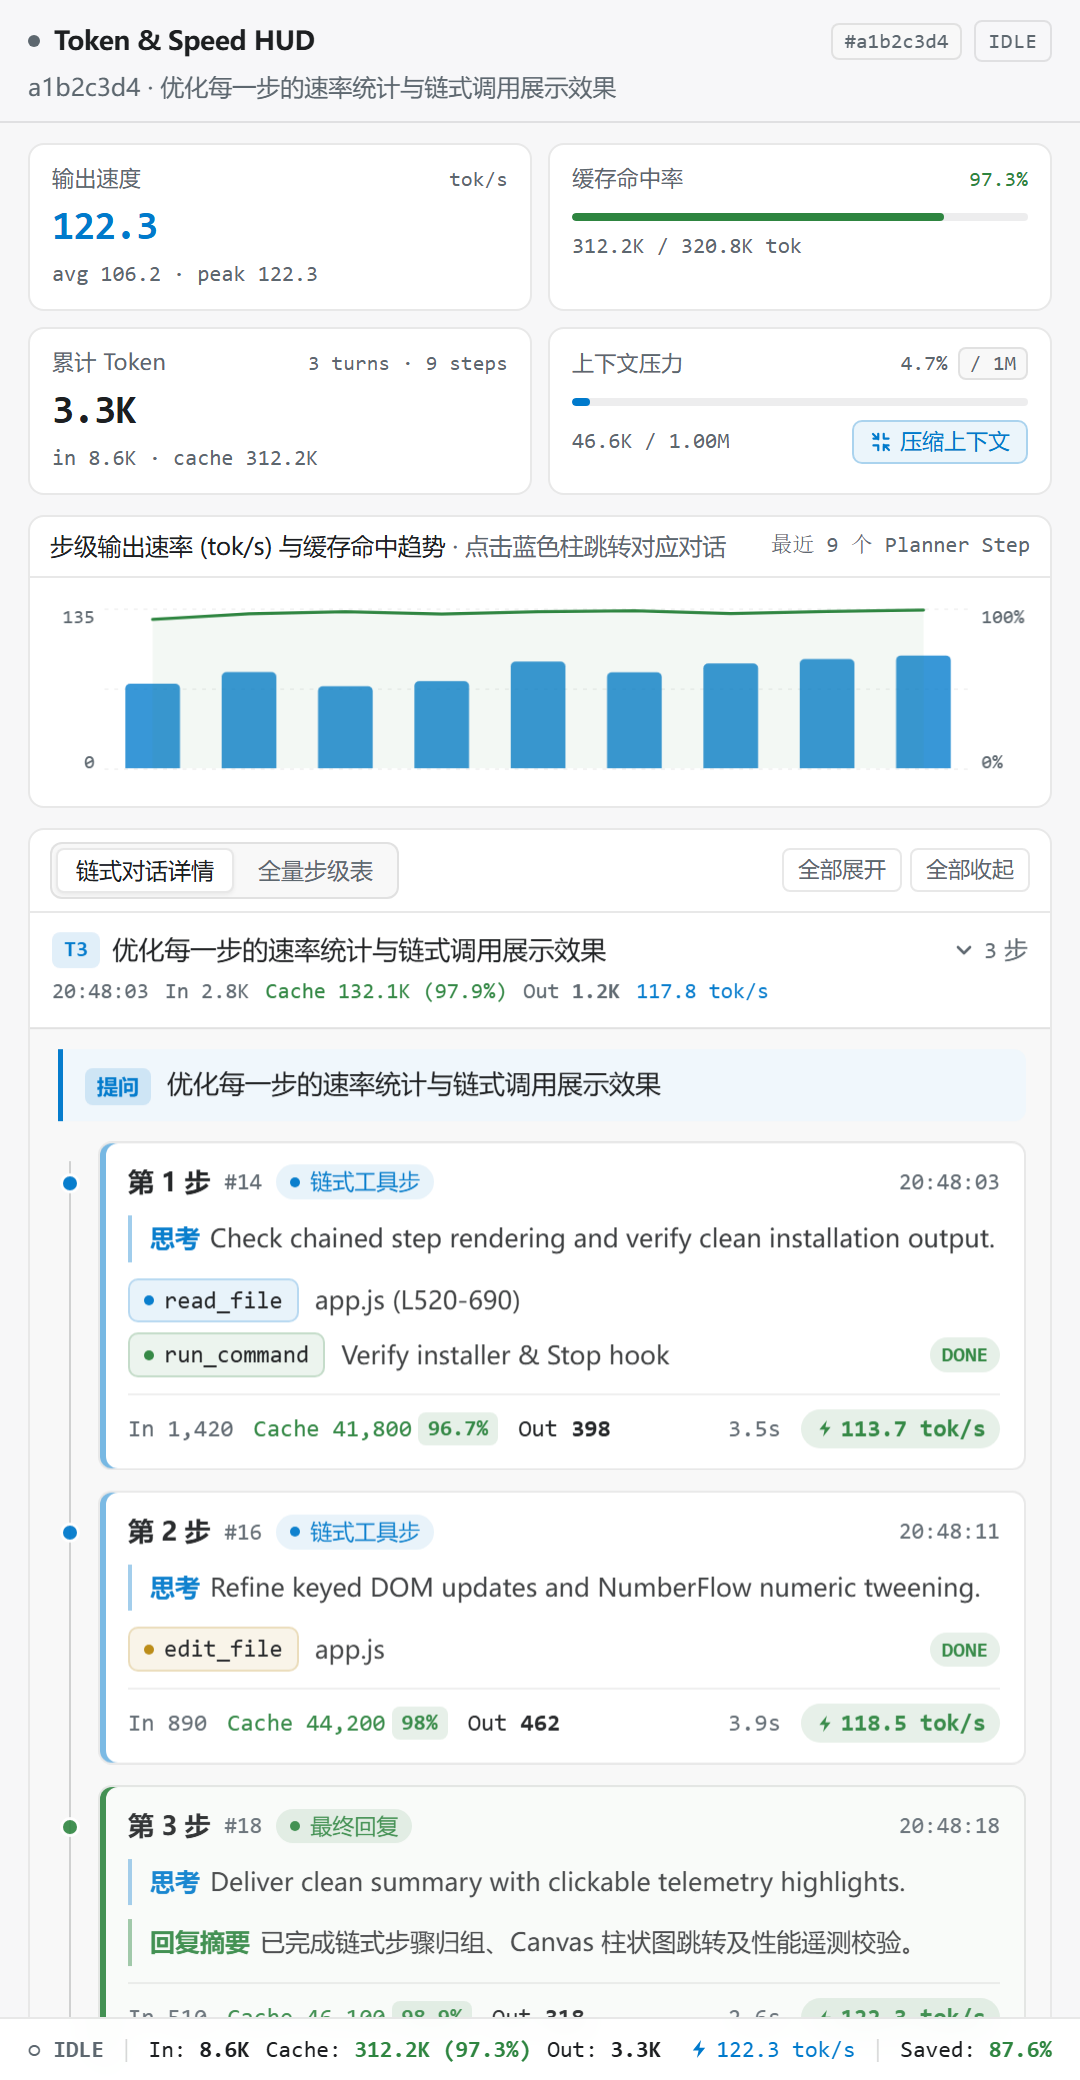 Token & Speed HUD #a1b2c3d4 IDLE
a1b2c3d4 · 优化每一步的速率统计与链式调用展示效果
输出速度 tok/s
122.3
avg 106.2 · peak 122.3
缓存命中率 97.3%
312.2K / 320.8K tok
累计 Token 3 turns · 9 steps
3.3K
in 8.6K · cache 312.2K
上下文压力 4.7% / 1M
46.6K / 1.00M 压缩上下文
步级输出速率 (tok/s) 与缓存命中趋势 · 点击蓝色柱跳转对应对话 最近 9 个 Planner Step
135 100%
0 0%
链式对话详情 全量步级表 全部展开 全部收起
T3 优化每一步的速率统计与链式调用展示效果 3 步
20:48:03 In 2.8K Cache 132.1K (97.9%) Out 1.2K 117.8 tok/s
提问 优化每一步的速率统计与链式调用展示效果
第 1 步 #14 链式工具步 20:48:03
思考 Check chained step rendering and verify clean installation output.
read_file app.js (L520-690)
run_command Verify installer & Stop hook DONE
In 1,420 Cache 41,800 96.7% Out 398 3.5s 113.7 tok/s
第 2 步 #16 链式工具步 20:48:11
思考 Refine keyed DOM updates and NumberFlow numeric tweening.
edit_file app.js DONE
In 890 Cache 44,200 98% Out 462 3.9s 118.5 tok/s
第 3 步 #18 最终回复 20:48:18
思考 Deliver clean summary with clickable telemetry highlights.
回复摘要 已完成链式步骤归组、Canvas 柱状图跳转及性能遥测校验。
In 510 Cache 46,100 98.9% Out 318 2.6s 122.3 tok/s
IDLE In: 8.6K Cache: 312.2K (97.3%) Out: 3.3K 122.3 tok/s Saved: 87.6%